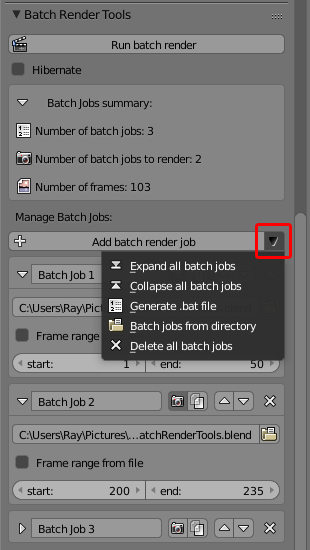 Batch Render Tools
Run batch render
Hibernate
Batch Jobs summary:
Number of batch jobs: 3
Number of batch jobs to render: 2
Number of frames: 103
Manage Batch Jobs:
Add batch render job
Expand all batch jobs
Collapse all batch jobs
Generate .bat file
Batch jobs from directory
Delete all batch jobs
Batch Job 1
C:\Users\Ray\Pic
Frame range
start: 1 end: 50
Batch Job 2
C:\Users\Ray\Pictures\...atchRenderTools.blend
Frame range from file
start: 200 end: 235
Batch Job 3